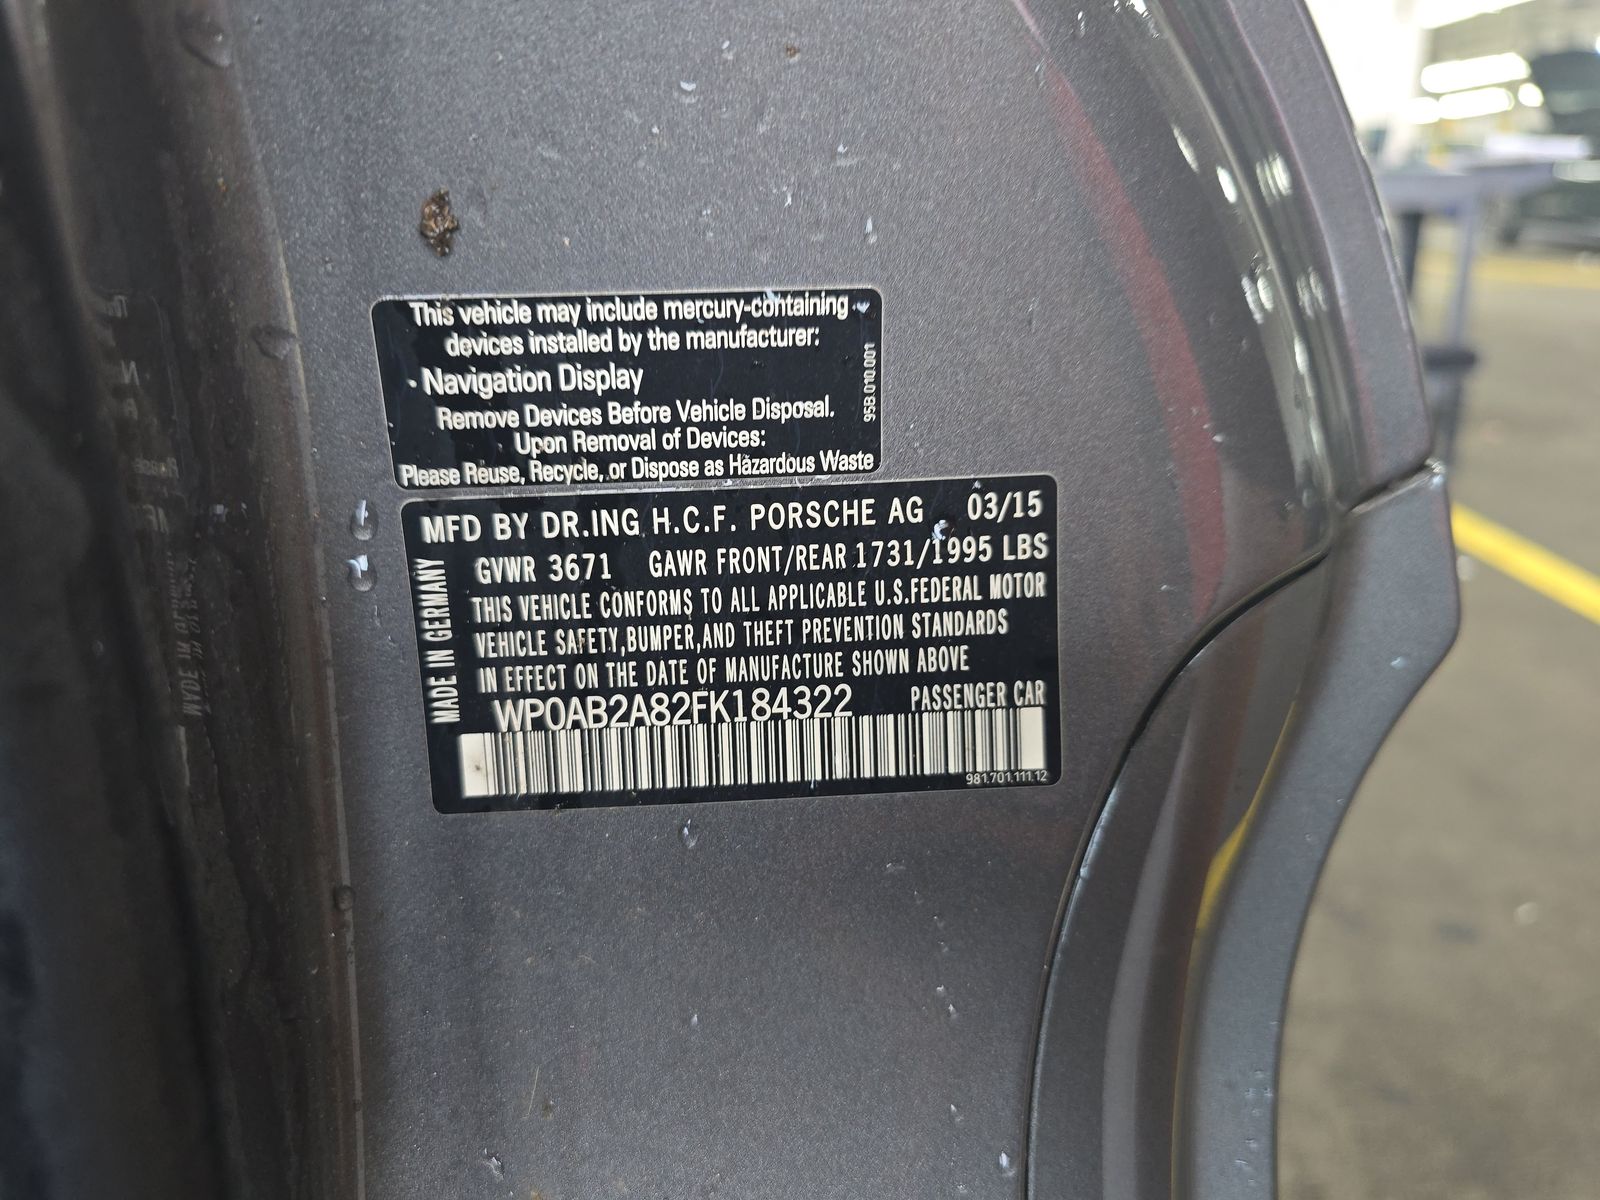 This vehicle may include mercury-containing
devices installed by the manufacturer:
· Navigation Display
Remove Devices Before Vehicle Disposal.
Upon Removal of Devices:
Please Reuse, Recycle, or Dispose as Hazardous Waste
95B.010.001
MFD BY DR.ING H.C.F. PORSCHE AG 03/15
GVWR 3671 GAWR FRONT/REAR 1731/1995 LBS
THIS VEHICLE CONFORMS TO ALL APPLICABLE U.S.FEDERAL MOTOR
VEHICLE SAFETY,BUMPER,AND THEFT PREVENTION STANDARDS
IN EFFECT ON THE DATE OF MANUFACTURE SHOWN ABOVE
WP0AB2A82FK184322 PASSENGER CAR
981.701.111.12
MADE IN GERMANY